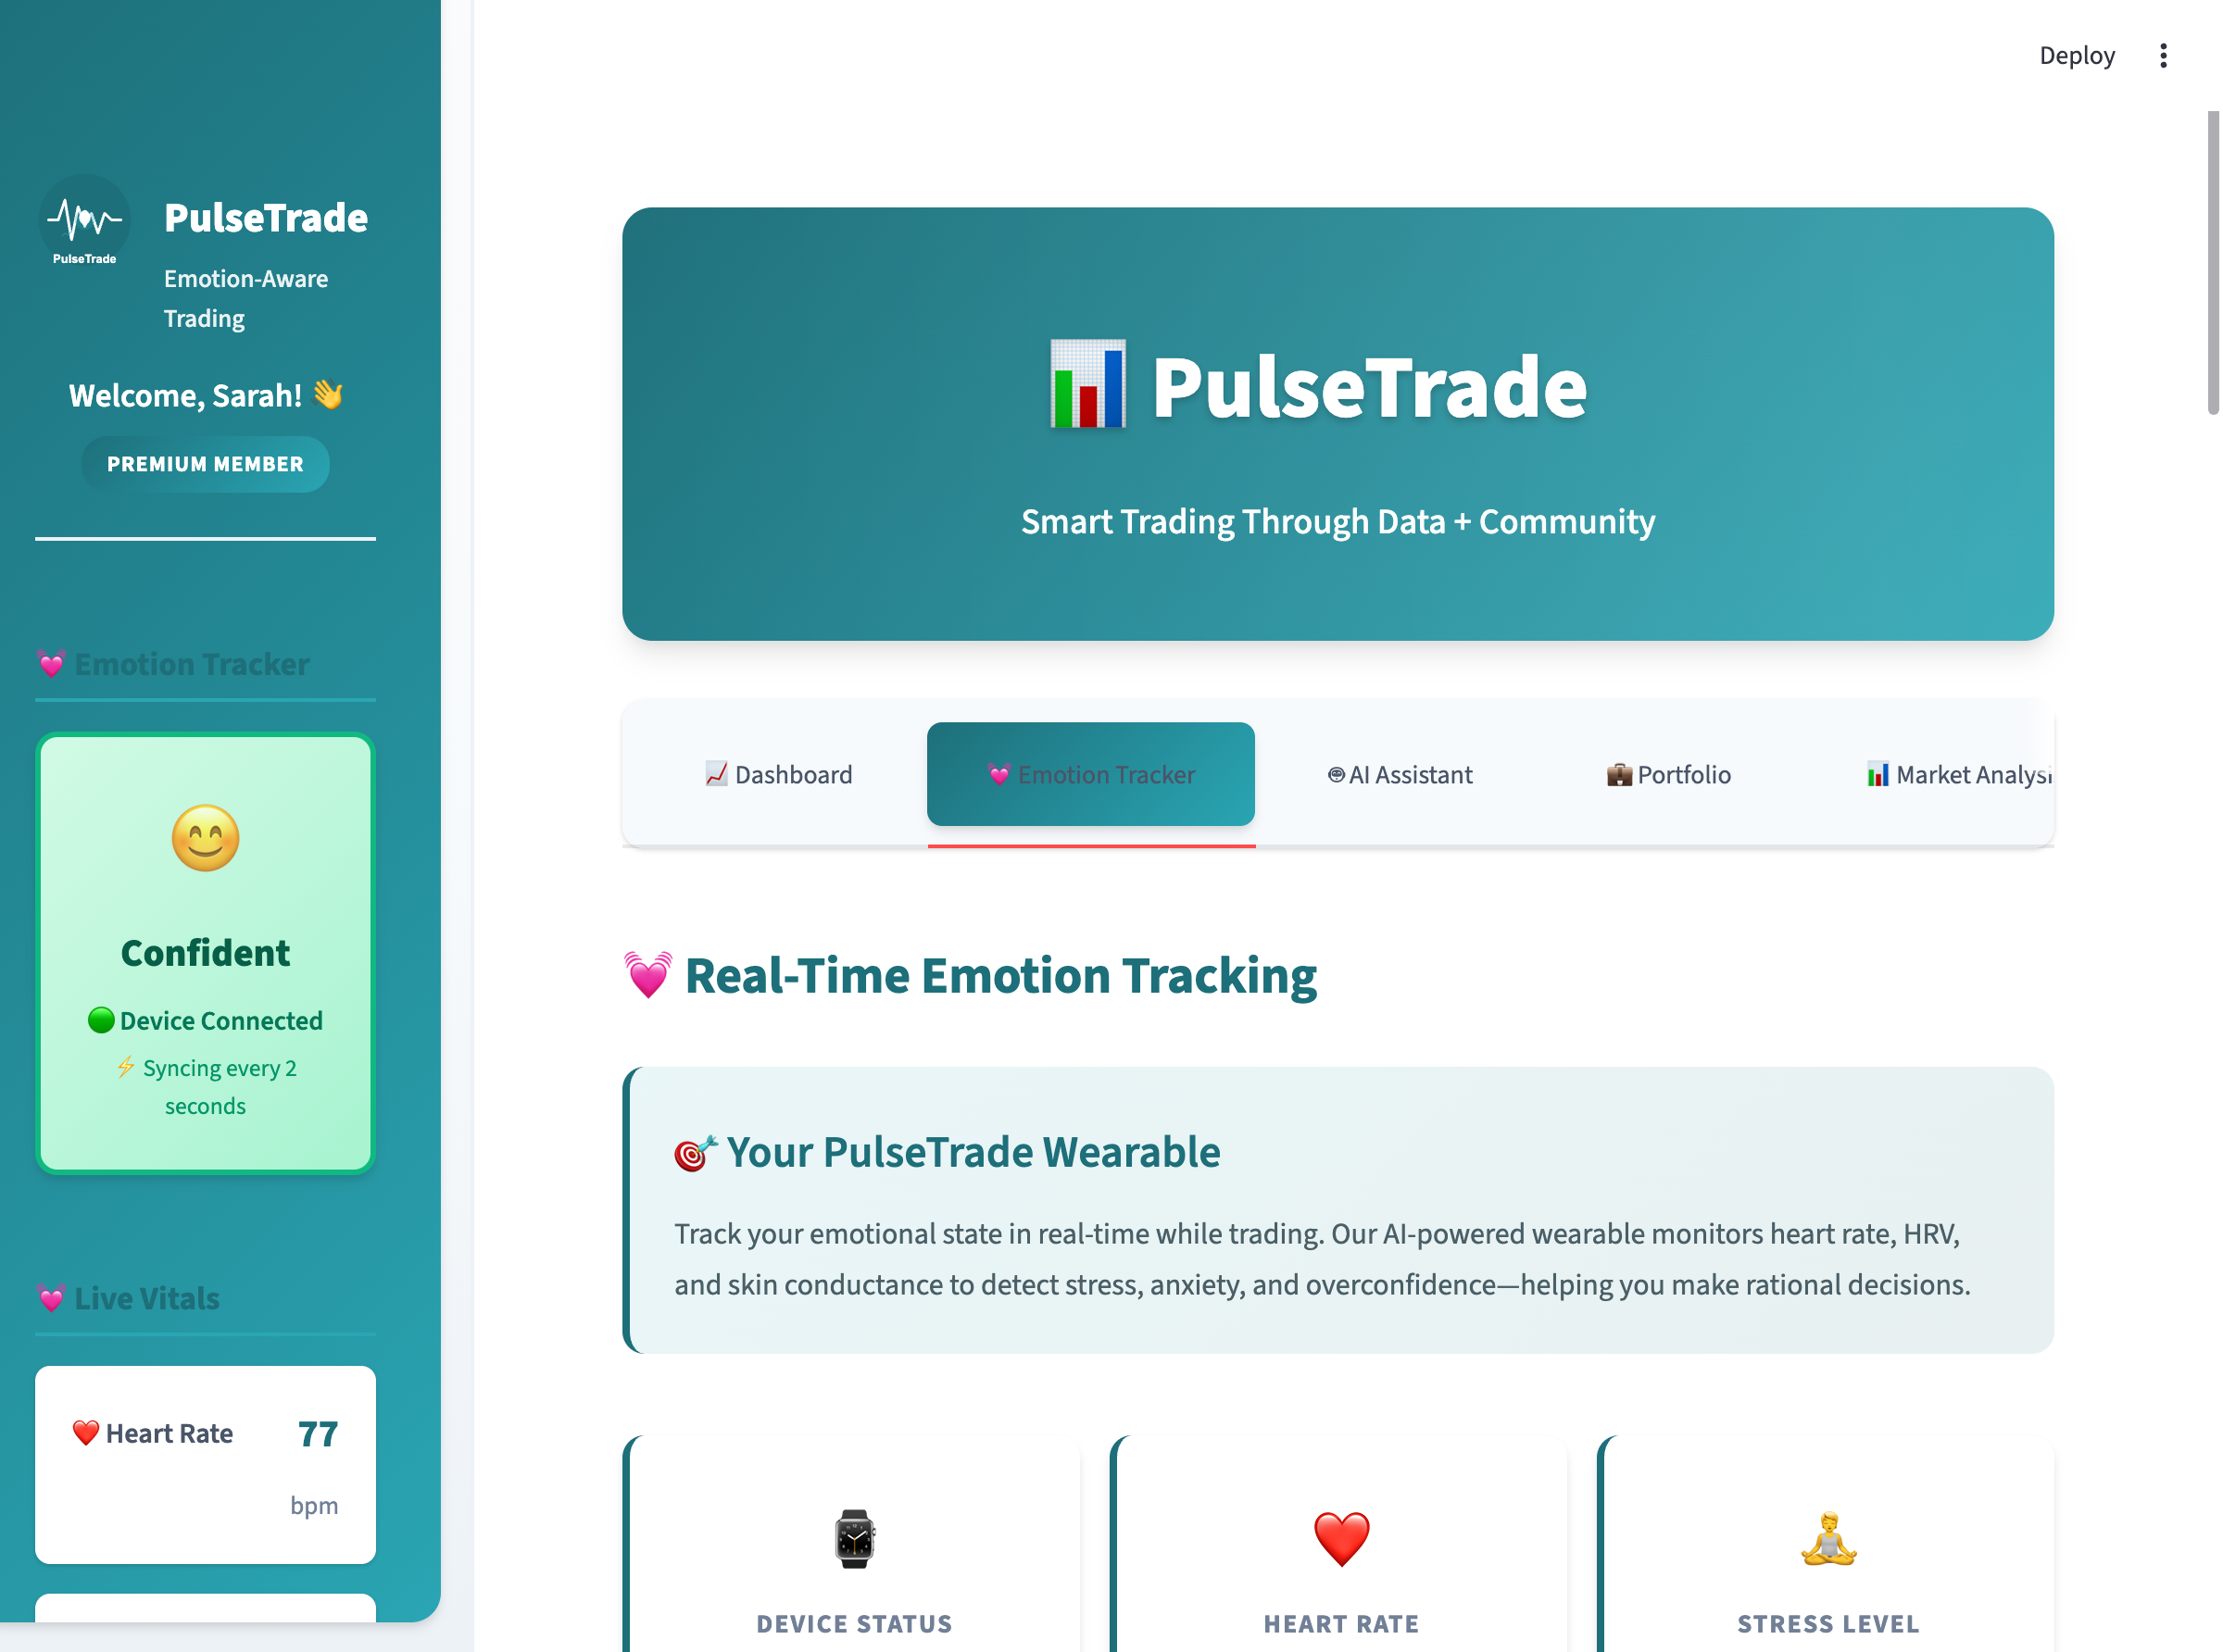 Deploy
PulseTrade
PulseTrade
Emotion-Aware
Trading
Welcome, Sarah! 👋
PREMIUM MEMBER
💓 Emotion Tracker
😊
Confident
🟢 Device Connected
⚡ Syncing every 2
seconds
💓 Live Vitals
❤️ Heart Rate 77
bpm
📊 PulseTrade
Smart Trading Through Data + Community
📈 Dashboard 💓 Emotion Tracker 🤖 AI Assistant 💼 Portfolio 📊 Market Analysi
💓 Real-Time Emotion Tracking
🎯 Your PulseTrade Wearable
Track your emotional state in real-time while trading. Our AI-powered wearable monitors heart rate, HRV,
and skin conductance to detect stress, anxiety, and overconfidence—helping you make rational decisions.
DEVICE STATUS HEART RATE STRESS LEVEL